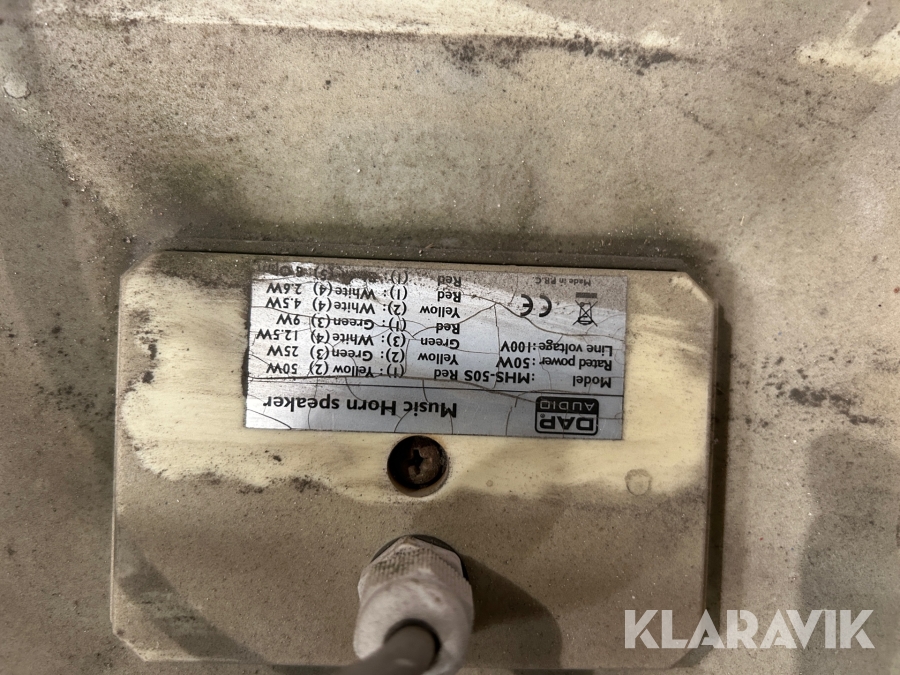 DAP
AUDIO
Music Horn speaker
Model :MHS-50S
Rated power :50W
Line voltage:100V
Red (1): Yellow (2) 50W
Yellow (2): Green(3) 25W
Green (3): White(4) 12.5W
Red (1): Green(3) 9W
Yellow (2): White(4) 4.5W
Red (1): White(4) 2.6W
Red (1)
CE
Made in P.R.C.
KLARAVIK